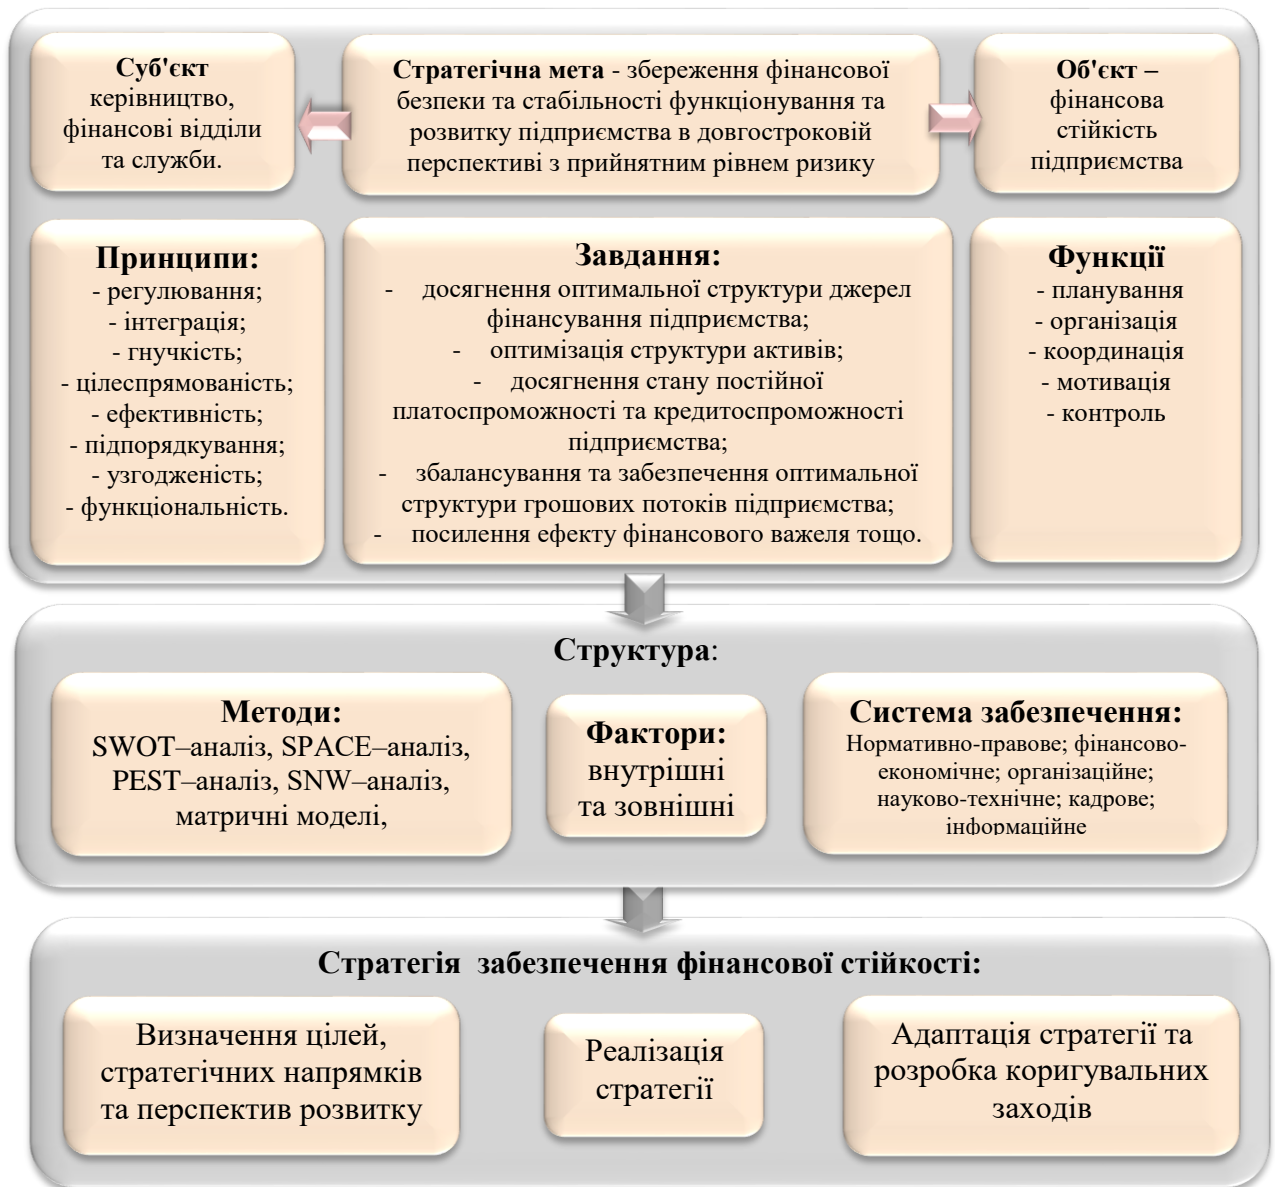 Суб'єкт
керівництво,
фінансові відділи
та служби.
Стратегічна мета - збереження фінансової
безпеки та стабільності функціонування та
розвитку підприємства в довгостроковій
перспективі з прийнятним рівнем ризику
Об'єкт –
фінансова
стійкість
підприємства
Принципи:
- регулювання;
- інтеграція;
- гнучкість;
- цілеспрямованість;
- ефективність;
- підпорядкування;
- узгодженість;
- функціональність.
Завдання:
- досягнення оптимальної структури джерел
фінансування підприємства;
- оптимізація структури активів;
- досягнення стану постійної
платоспроможності та кредитоспроможності
підприємства;
- збалансування та забезпечення оптимальної
структури грошових потоків підприємства;
- посилення ефекту фінансового важеля тощо.
Функції
- планування
- організація
- координація
- мотивація
- контроль
Структура:
Методи:
SWOT–аналіз, SPACE–аналіз,
PEST–аналіз, SNW–аналіз,
матричні моделі,
Фактори:
внутрішні
та зовнішні
Система забезпечення:
Нормативно-правове; фінансово-
економічне; організаційне;
науково-технічне; кадрове;
інформаційне
Стратегія забезпечення фінансової стійкості:
Визначення цілей,
стратегічних напрямків
та перспектив розвитку
Реалізація
стратегії
Адаптація стратегії та
розробка коригувальних
заходів